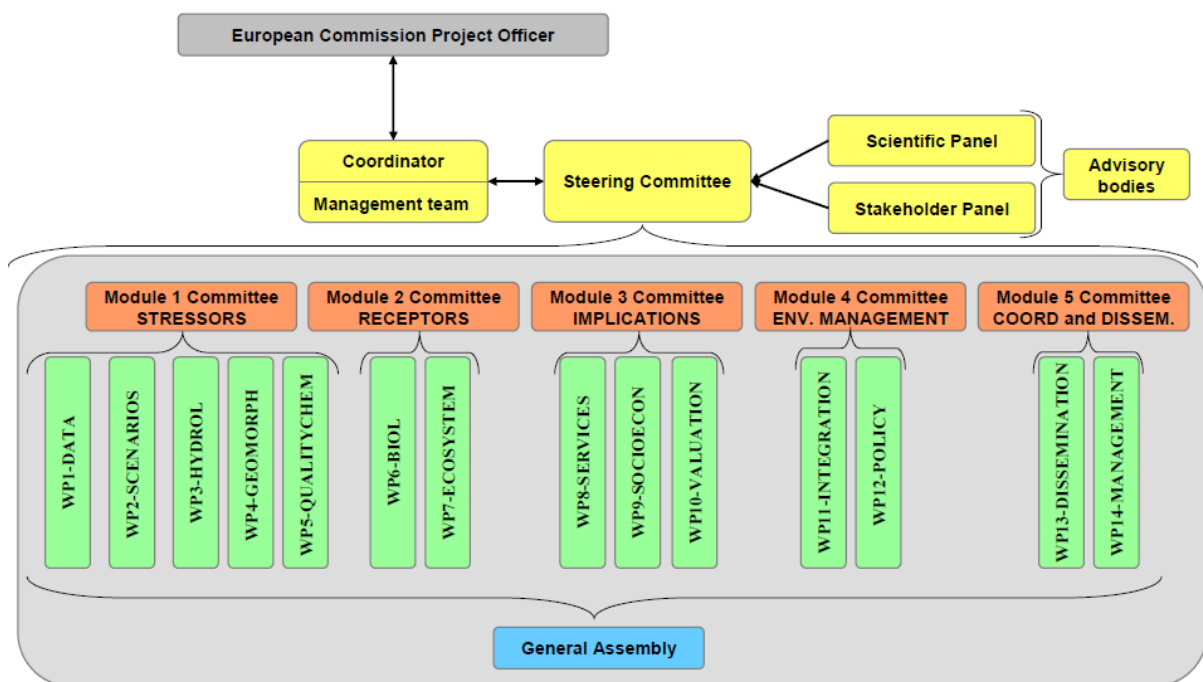 European Commission Project Officer
Coordinator
Management team
Steering Committee
Scientific Panel
Stakeholder Panel
Advisory
bodies
Module 1 Committee
STRESSORS
Module 2 Committee
RECEPTORS
Module 3 Committee
IMPLICATIONS
Module 4 Committee
ENV. MANAGEMENT
Module 5 Committee
COORD and DISSEM.
WP1-DATA
WP2-SCENARIOS
WP3-HYDROL
WP4-GEOMORPH
WP5-QUALITYCHEM
WP6-BIOL
WP7-ECOSYSTEM
WP8-SERVICES
WP9-SOCIOECON
WP10-VALUATION
WP11-INTEGRATION
WP12-POLICY
WP13-DISSEMINATION
WP14-MANAGEMENT
General Assembly